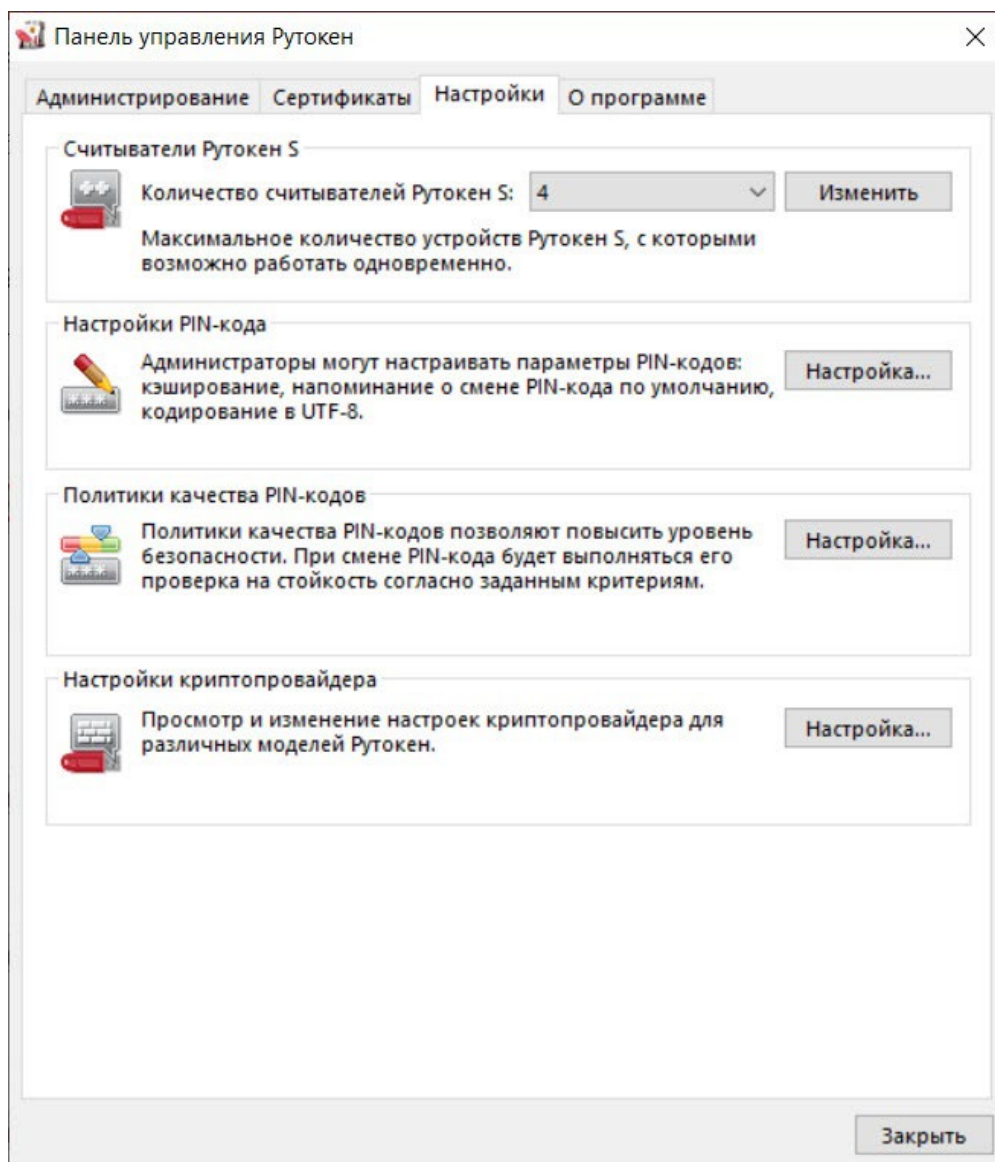 Панель управления Рутокен
Администрирование Сертификаты Настройки О программе
Считыватели Рутокен S
Количество считывателей Рутокен S: 4 Изменить
Максимальное количество устройств Рутокен S, с которыми
возможно работать одновременно.
Настройки PIN-кода
Администраторы могут настраивать параметры PIN-кодов:
кэширование, напоминание о смене PIN-кода по умолчанию,
кодирование в UTF-8.
Настройка...
Политики качества PIN-кодов
Политики качества PIN-кодов позволяют повысить уровень
безопасности. При смене PIN-кода будет выполняться его
проверка на стойкость согласно заданным критериям.
Настройка...
Настройки криптопровайдера
Просмотр и изменение настроек криптопровайдера для
различных моделей Рутокен.
Настройка...
Закрыть